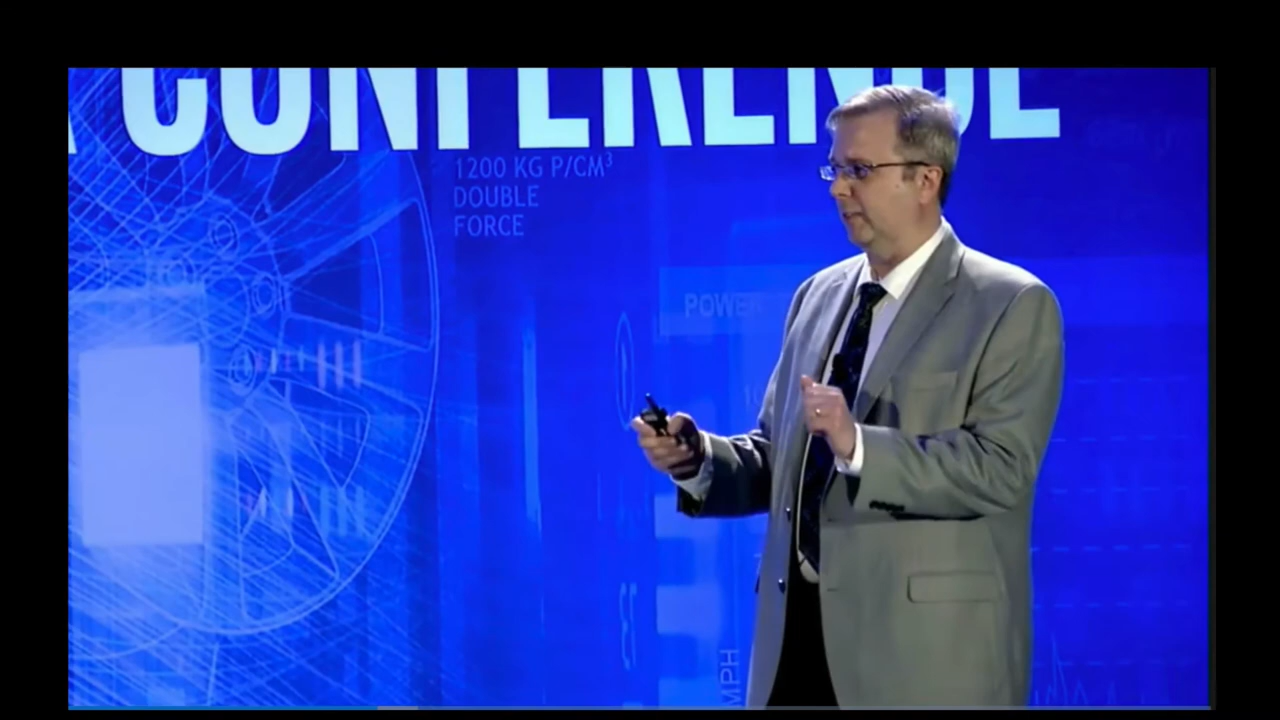 CONFERENCE
1200 KG P/CM³
DOUBLE
FORCE
POWER
MPH